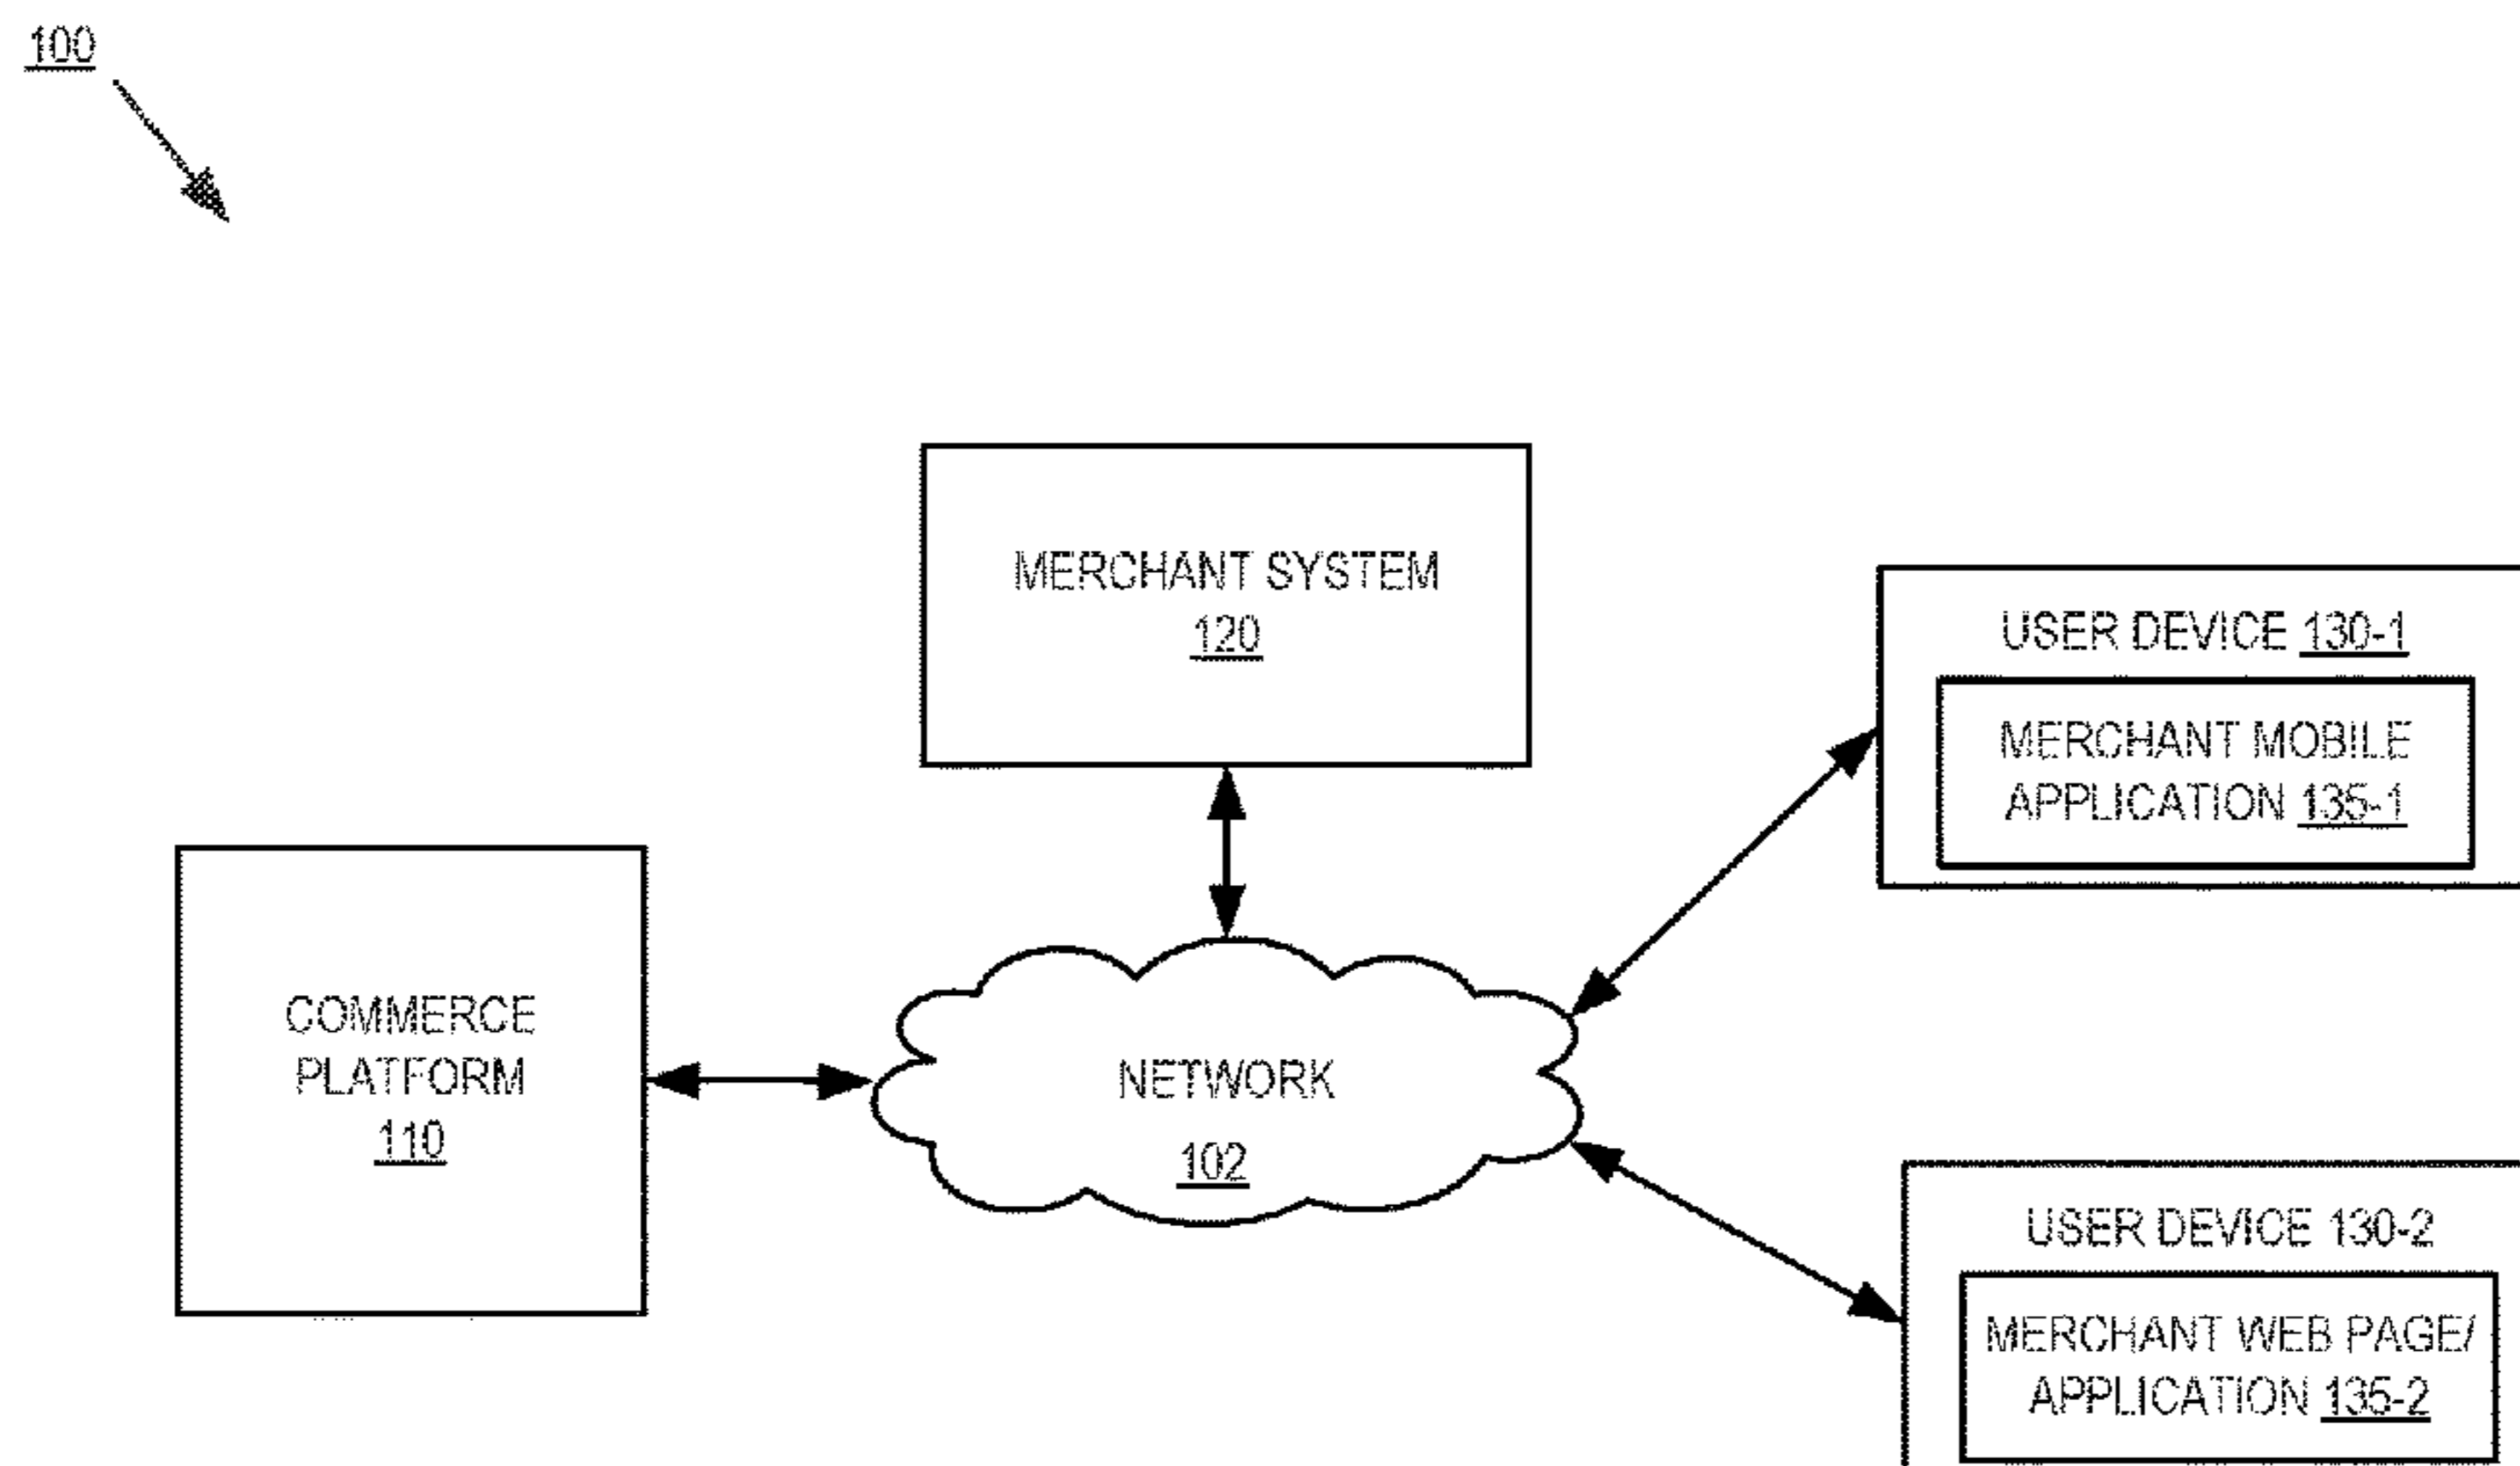 100
MERCHANT SYSTEM
120
USER DEVICE 130-1
MERCHANT MOBILE
APPLICATION 135-1
COMMERCE
PLATFORM
110
NETWORK
102
USER DEVICE 130-2
MERCHANT WEB PAGE/
APPLICATION 135-2